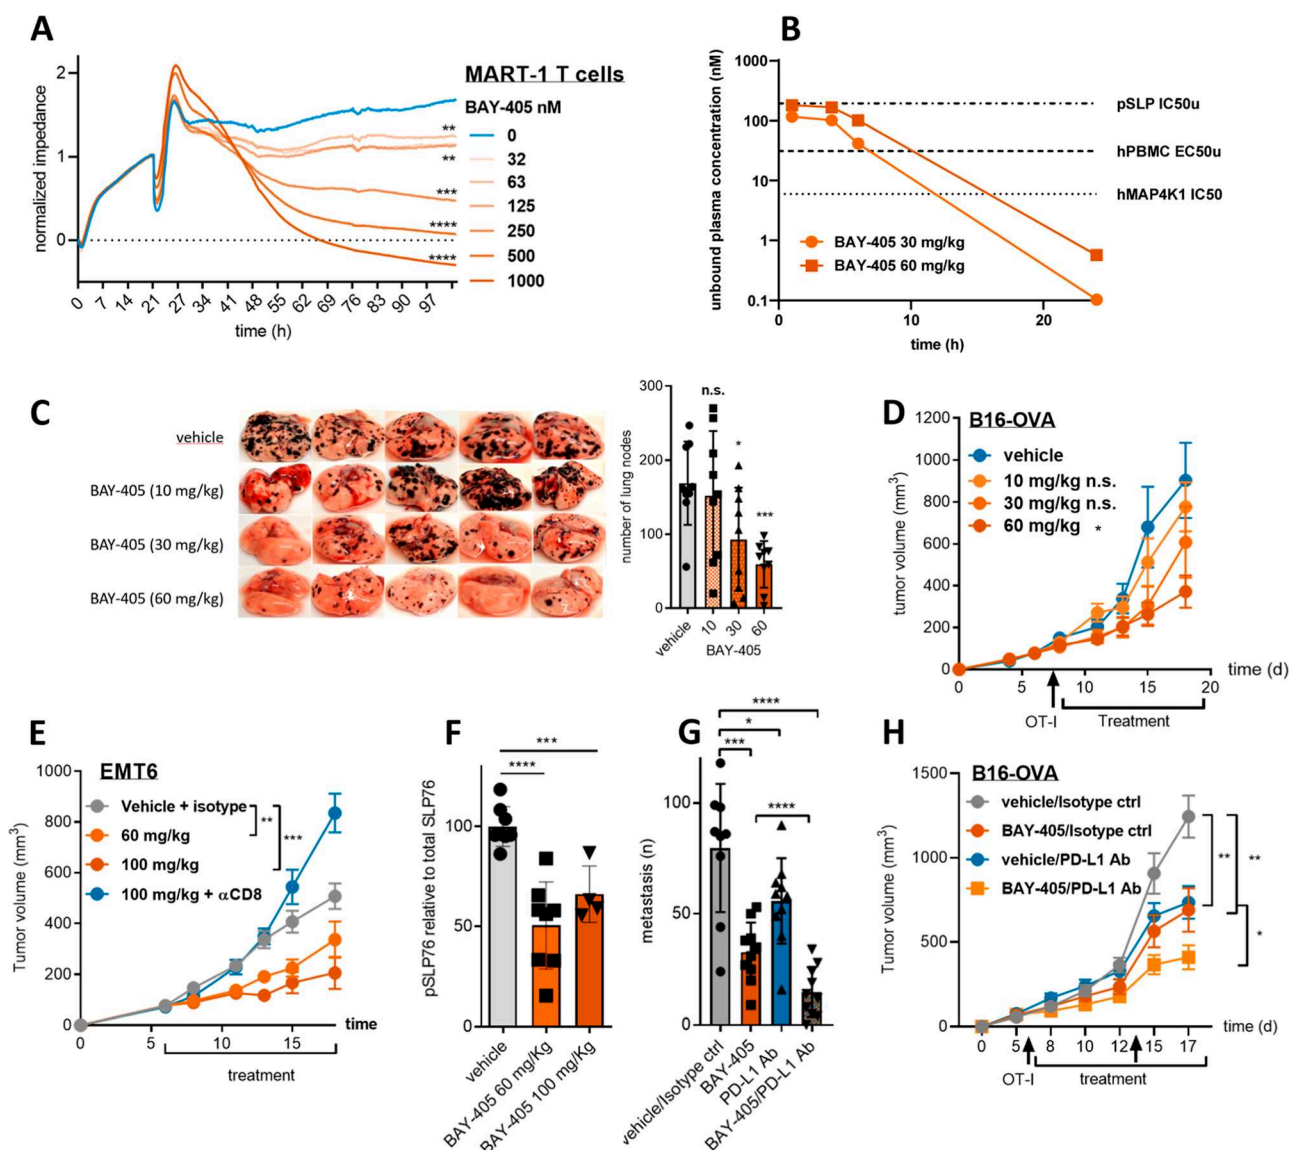 A
MART-1 T cells
BAY-405 nM
0
32
63
125
250
500
1000
**
**
***
****
****
normalized impedance
2
1
0
0 7 14 21 27 34 41 48 55 62 69 76 83 90 97
time (h)
B
unbound plasma concentration (nM)
1000
100
10
1
0.1
pSLP IC50u
hPBMC EC50u
hMAP4K1 IC50
BAY-405 30 mg/kg
BAY-405 60 mg/kg
0 10 20
time (h)
C
vehicle
BAY-405 (10 mg/kg)
BAY-405 (30 mg/kg)
BAY-405 (60 mg/kg)
number of lung nodes
300
200
100
0
n.s.
*
***
vehicle
10
30
60
BAY-405
D
B16-OVA
vehicle
10 mg/kg n.s.
30 mg/kg n.s.
60 mg/kg *
tumor volume (mm3)
1200
1000
800
600
400
200
0
0 5 10 15 20
time (d)
OT-I
Treatment
E
EMT6
Vehicle + isotype
60 mg/kg
100 mg/kg
100 mg/kg + αCD8
**
***
Tumor volume (mm3)
1000
800
600
400
200
0
0 5 10 15
time
treatment
F
***
****
pSLP76 relative to total SLP76
100
50
0
vehicle
BAY-405 60 mg/Kg
BAY-405 100 mg/Kg
G
****
*
***
****
metastasis (n)
100
50
0
vehicle/Isotype ctrl
BAY-405
PD-L1 Ab
BAY-405/PD-L1 Ab
H
B16-OVA
vehicle/Isotype ctrl
BAY-405/Isotype ctrl
vehicle/PD-L1 Ab
BAY-405/PD-L1 Ab
**
**
*
Tumor volume (mm3)
1500
1000
500
0
0 5 8 10 12 15 17
time (d)
OT-I
treatment